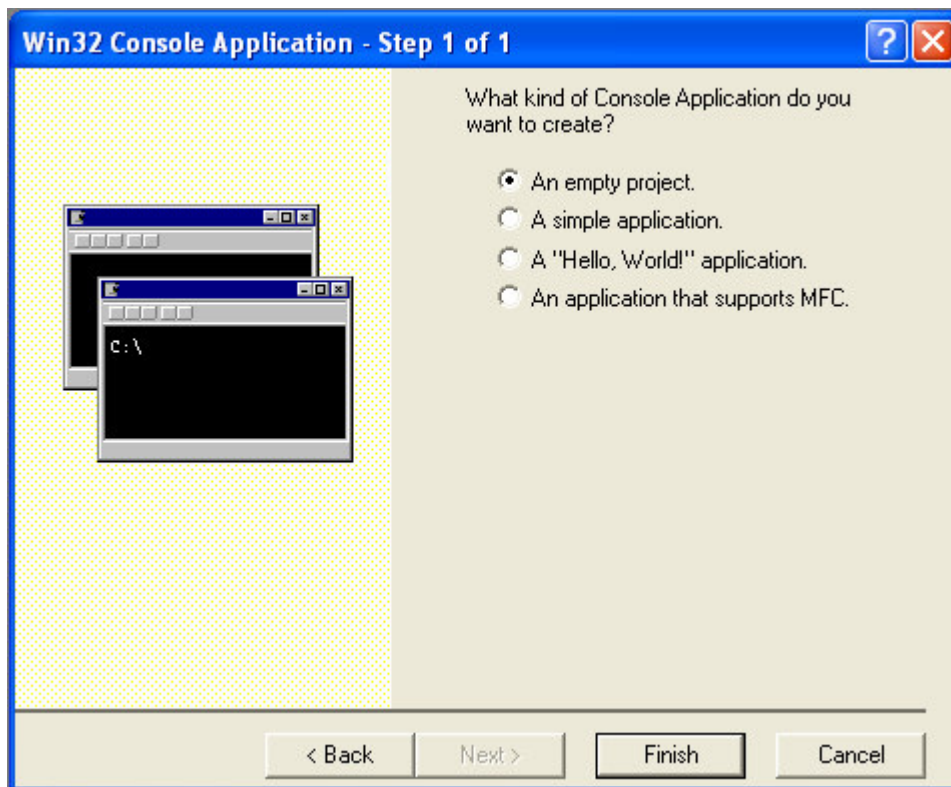 Win32 Console Application - Step 1 of 1
What kind of Console Application do you
want to create?
An empty project.
A simple application.
A "Hello, World!" application.
An application that supports MFC.
C:\
< Back
Next >
Finish
Cancel